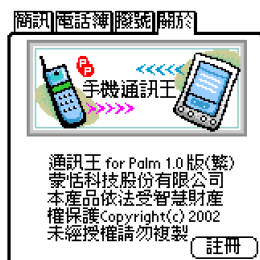 簡訊 電話簿 撥號 關於
手機通訊王
通訊王 for Palm 1.0 版(繁)
蒙恬科技股份有限公司
本產品依法受智慧財產
權保護Copyright(c) 2002
未經授權請勿複製
註冊